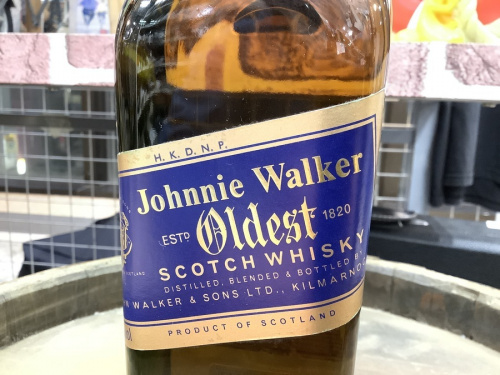 H. K. D. N. P.
Johnnie Walker
ESTD Oldest 1820
SCOTCH WHISKY
DISTILLED, BLENDED & BOTTLED
WALKER & SONS LTD., KILMARNO
PRODUCT OF SCOTLAND